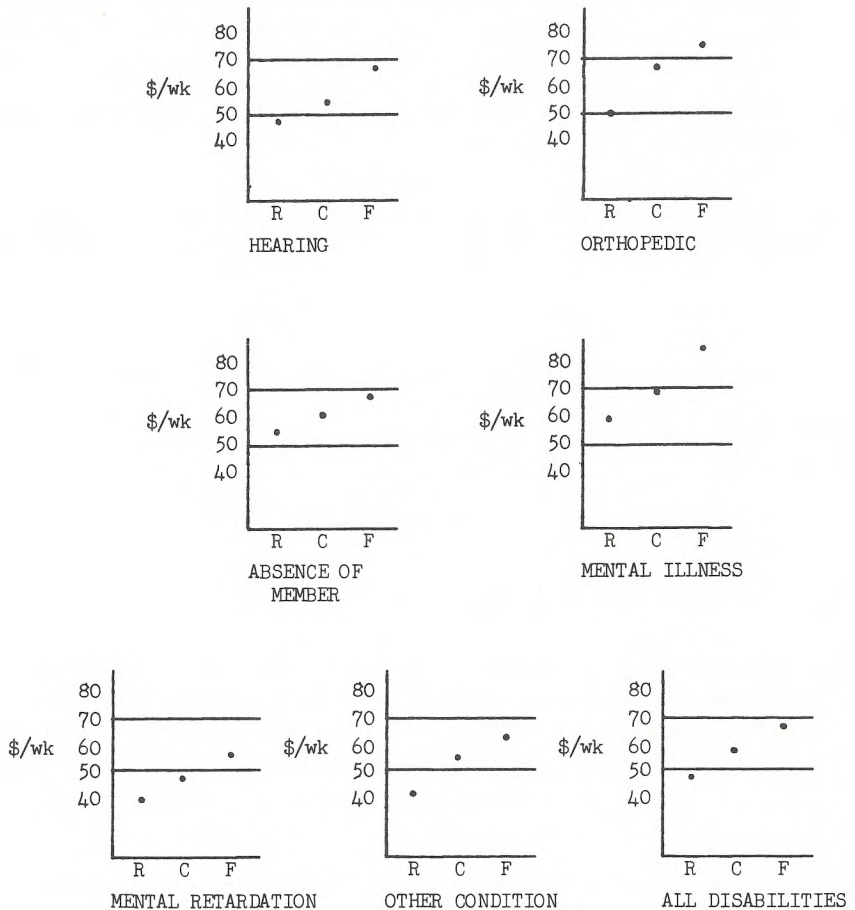 80
70
$/wk 60
50
40
R C F
HEARING
80
70
$/wk 60
50
40
R C F
ORTHOPEDIC
80
70
$/wk 60
50
40
R C F
ABSENCE OF
MEMBER
80
70
$/wk 60
50
40
R C F
MENTAL ILLNESS
80
70
$/wk 60
50
40
R C F
MENTAL RETARDATION
80
70
$/wk 60
50
40
R C F
OTHER CONDITION
80
70
$/wk 60
50
40
R C F
ALL DISABILITIES